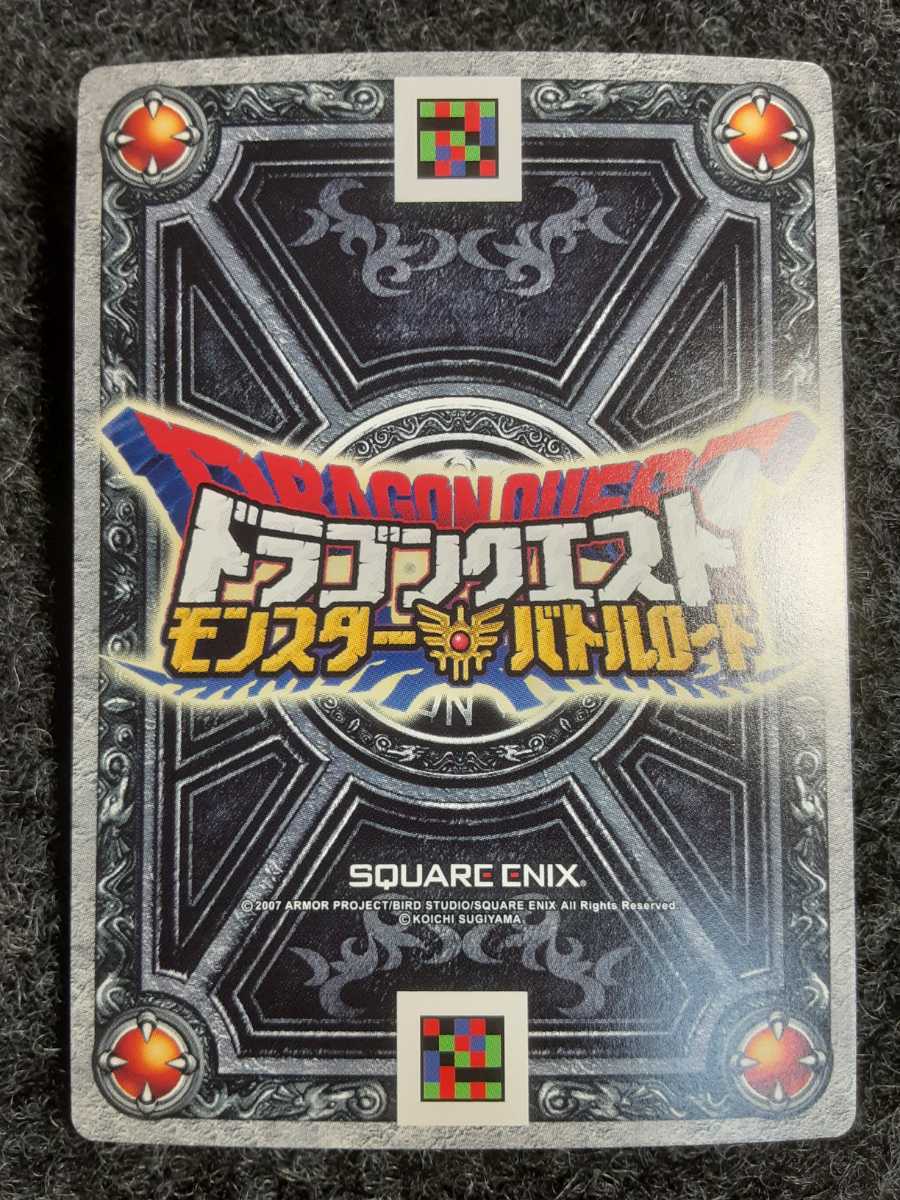 DRAGON QUEST
ドラゴンクエスト
モンスター バトルロード
SQUARE ENIX
©2007 ARMOR PROJECT/BIRD STUDIO/SQUARE ENIX All Rights Reserved.
©KOICHI SUGIYAMA